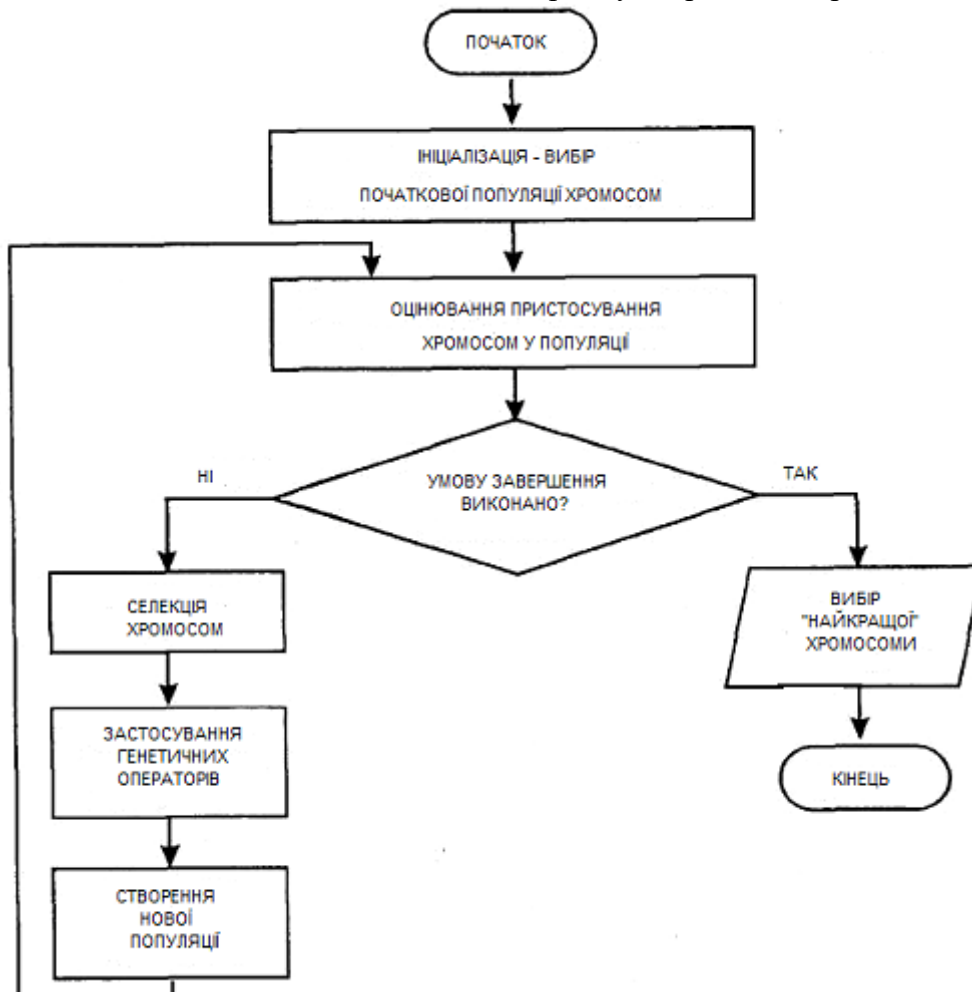 ПОЧАТОК
ІНІЦІАЛІЗАЦІЯ - ВИБІР
ПОЧАТКОВОЇ ПОПУЛЯЦІЇ ХРОМОСОМ
ОЦІНЮВАННЯ ПРИСТОСУВАННЯ
ХРОМОСОМ У ПОПУЛЯЦІЇ
УМОВУ ЗАВЕРШЕННЯ
ВИКОНАНО?
НІ
ТАК
СЕЛЕКЦІЯ
ХРОМОСОМ
ЗАСТОСУВАННЯ
ГЕНЕТИЧНИХ
ОПЕРАТОРІВ
СТВОРЕННЯ
НОВОЇ
ПОПУЛЯЦІЇ
ВИБІР
"НАЙКРАЩОЇ"
ХРОМОСОМИ
КІНЕЦЬ